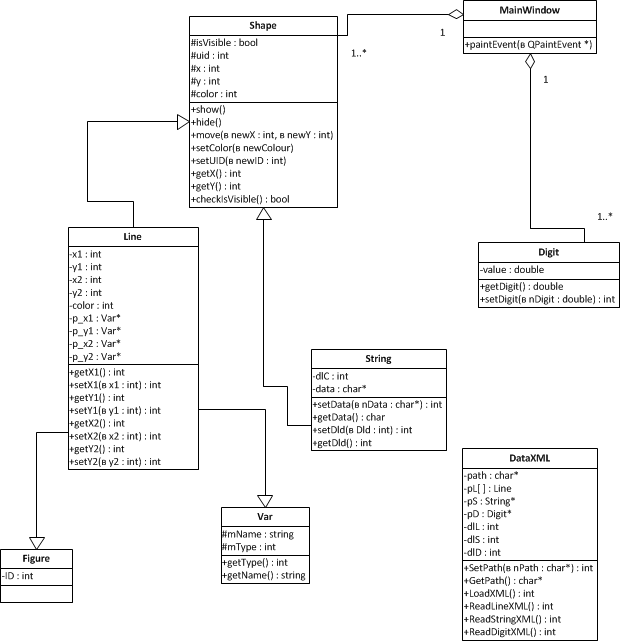 Shape
#isVisible : bool
#uid : int
#x : int
#y : int
#color : int
+show()
+hide()
+move(в newX : int, в newY : int)
+setColor(в newColour)
+setUID(в newID : int)
+getX() : int
+getY() : int
+checkIsVisible() : bool
1..*
1
MainWindow
+paintEvent(в QPaintEvent *)
1
1..*
Digit
-value : double
+getDigit() : double
+setDigit(в nDigit : double) : int
Line
-x1 : int
-y1 : int
-x2 : int
-y2 : int
-color : int
-p_x1 : Var*
-p_y1 : Var*
-p_x2 : Var*
-p_y2 : Var*
+getX1() : int
+setX1(в x1 : int) : int
+getY1() : int
+setY1(в y1 : int) : int
+getX2() : int
+setX2(в x2 : int) : int
+getY2() : int
+setY2(в y2 : int) : int
String
-dlC : int
-data : char*
+setData(в nData : char*) : int
+getData() : char
+setDld(в Dld : int) : int
+getDld() : int
DataXML
-path : char*
-pL[ ] : Line
-pS : String*
-pD : Digit*
-dlL : int
-dlS : int
-dlD : int
+SetPath(в nPath : char*) : int
+GetPath() : char*
+LoadXML() : int
+ReadLineXML() : int
+ReadStringXML() : int
+ReadDigitXML() : int
Var
#mName : string
#mType : int
+getType() : int
+getName() : string
Figure
-ID : int